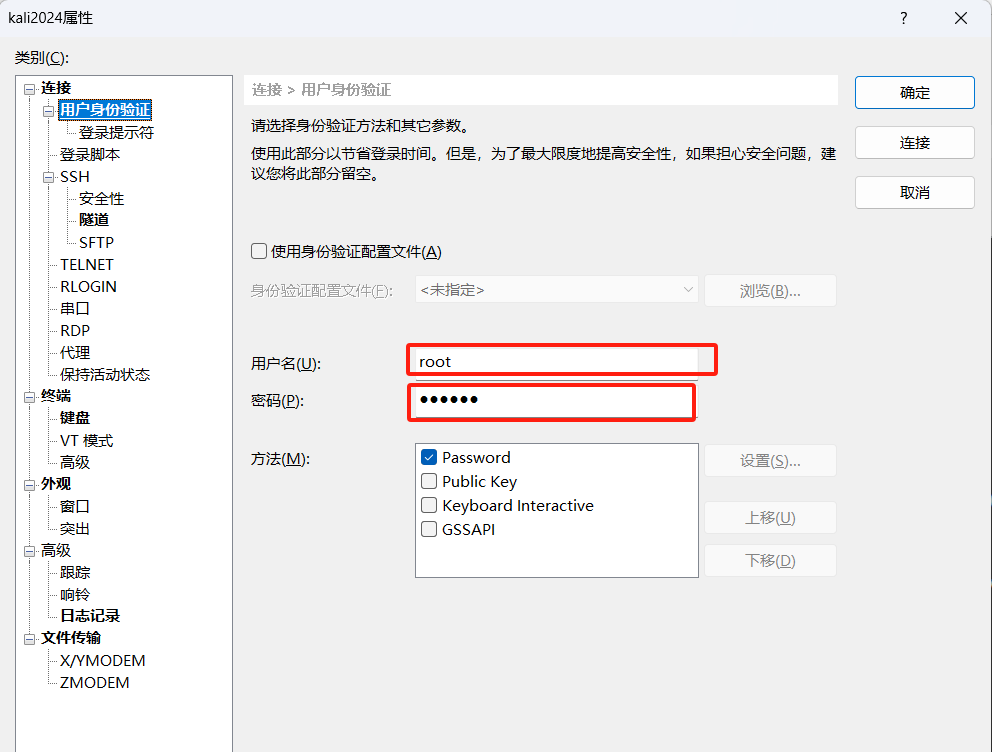 kali2024属性
?
类别(C):
连接
用户身份验证
登录提示符
登录脚本
SSH
安全性
隧道
SFTP
TELNET
RLOGIN
串口
RDP
代理
保持活动状态
终端
键盘
VT 模式
高级
外观
窗口
突出
高级
跟踪
响铃
日志记录
文件传输
X/YMODEM
ZMODEM
连接 > 用户身份验证
请选择身份验证方法和其它参数。
使用此部分以节省登录时间。但是，为了最大限度地提高安全性，如果担心安全问题，建
议您将此部分留空。
使用身份验证配置文件(A)
身份验证配置文件(F):
<未指定>
浏览(B)...
用户名(U):
root
密码(P):
●●●●●●
方法(M):
Password
Public Key
Keyboard Interactive
GSSAPI
设置(S)...
上移(U)
下移(D)
确定
连接
取消